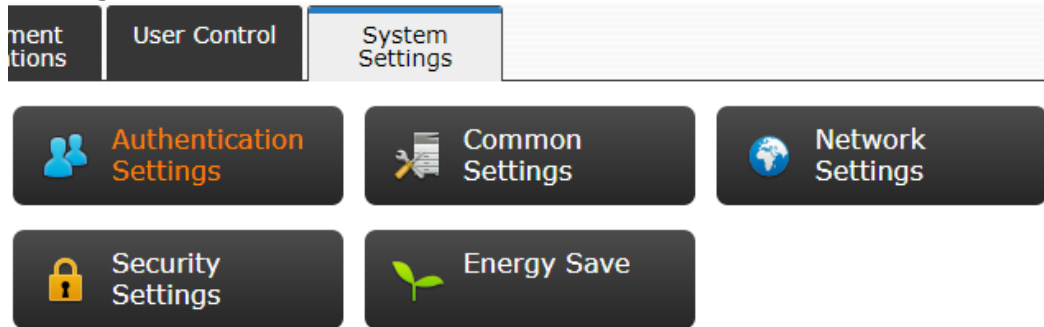 ment
tions
User Control
System
Settings
Authentication
Settings
Common
Settings
Network
Settings
Security
Settings
Energy Save